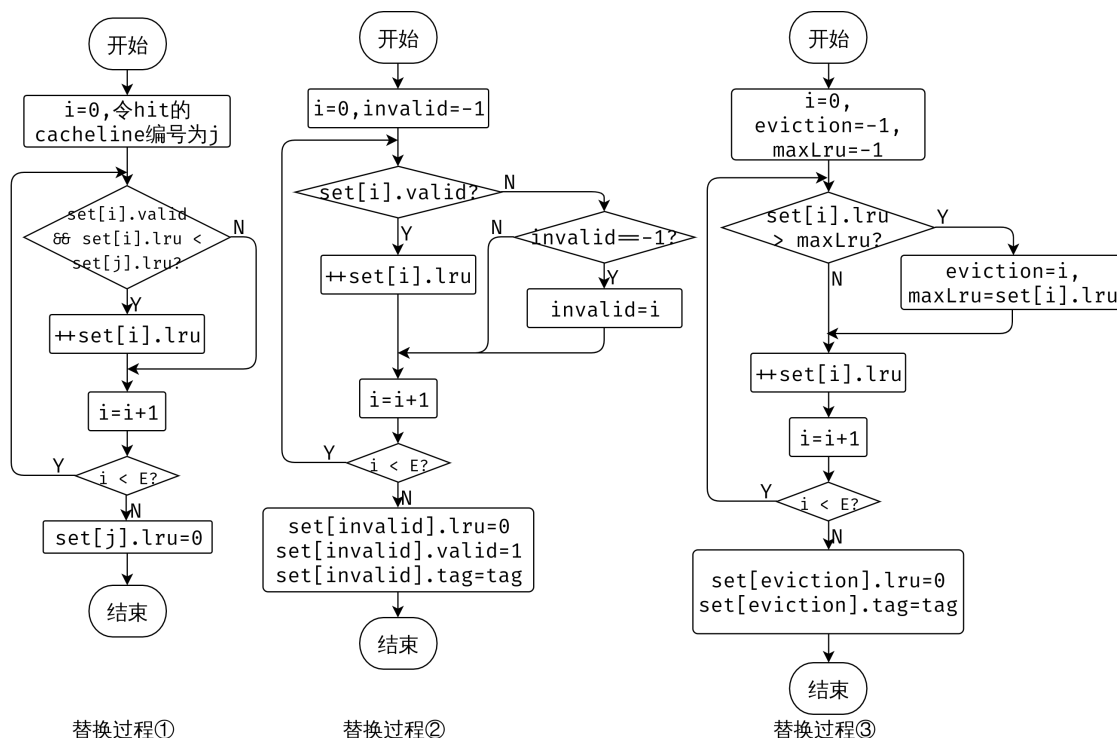 开始
i=0,令hit的
cacheline编号为j
set[i].valid
&& set[i].lru <
set[j].lru?
N
Y
++set[i].lru
i=i+1
Y
i < E?
N
set[j].lru=0
结束
替换过程①
开始
i=0,invalid=-1
set[i].valid?
N
Y
N
invalid==-1?
Y
++set[i].lru
invalid=i
i=i+1
Y
i < E?
N
set[invalid].lru=0
set[invalid].valid=1
set[invalid].tag=tag
结束
替换过程②
开始
i=0,
eviction=-1,
maxLru=-1
set[i].lru
> maxLru?
Y
N
eviction=i,
maxLru=set[i].lru
++set[i].lru
i=i+1
Y
i < E?
N
set[eviction].lru=0
set[eviction].tag=tag
结束
替换过程③